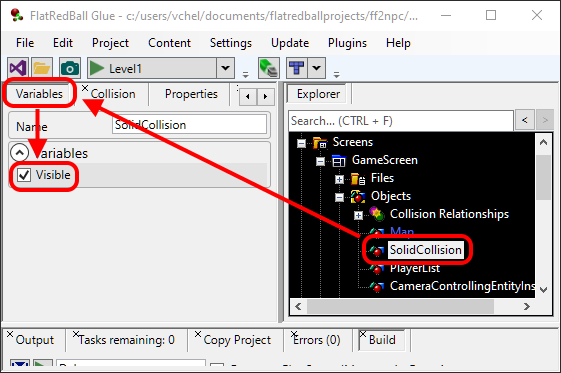 FlatRedBall Glue - c:/users/vchel/documents/flatredballprojects/ff2npc/...
File Edit Project Content Settings Update Plugins Help
Level1
Variables Collision Properties
Name SolidCollision
Variables
Visible
Explorer
Search... (CTRL + F)
Screens
GameScreen
Files
Objects
Collision Relationships
Map
SolidCollision
PlayerList
CameraControllingEntityIns
Output Tasks remaining: 0 Copy Project Errors (0) Build